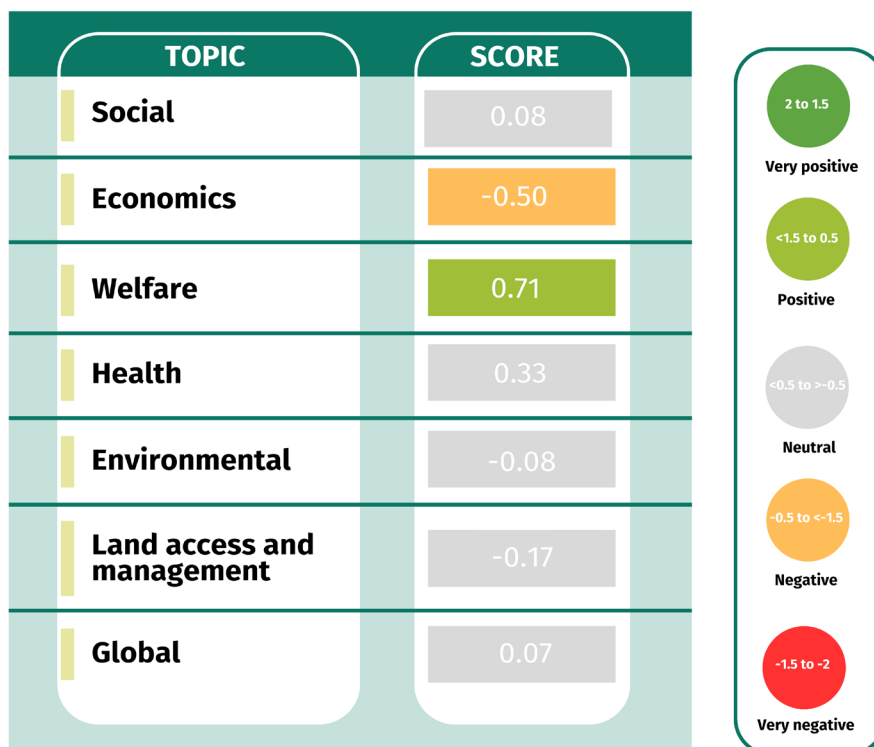 TOPIC SCORE
Social 0.08
Economics -0.50
Welfare 0.71
Health 0.33
Environmental -0.08
Land access and
management -0.17
Global 0.07
2 to 1.5
Very positive
<1.5 to 0.5
Positive
<0.5 to >-0.5
Neutral
-0.5 to <-1.5
Negative
-1.5 to -2
Very negative